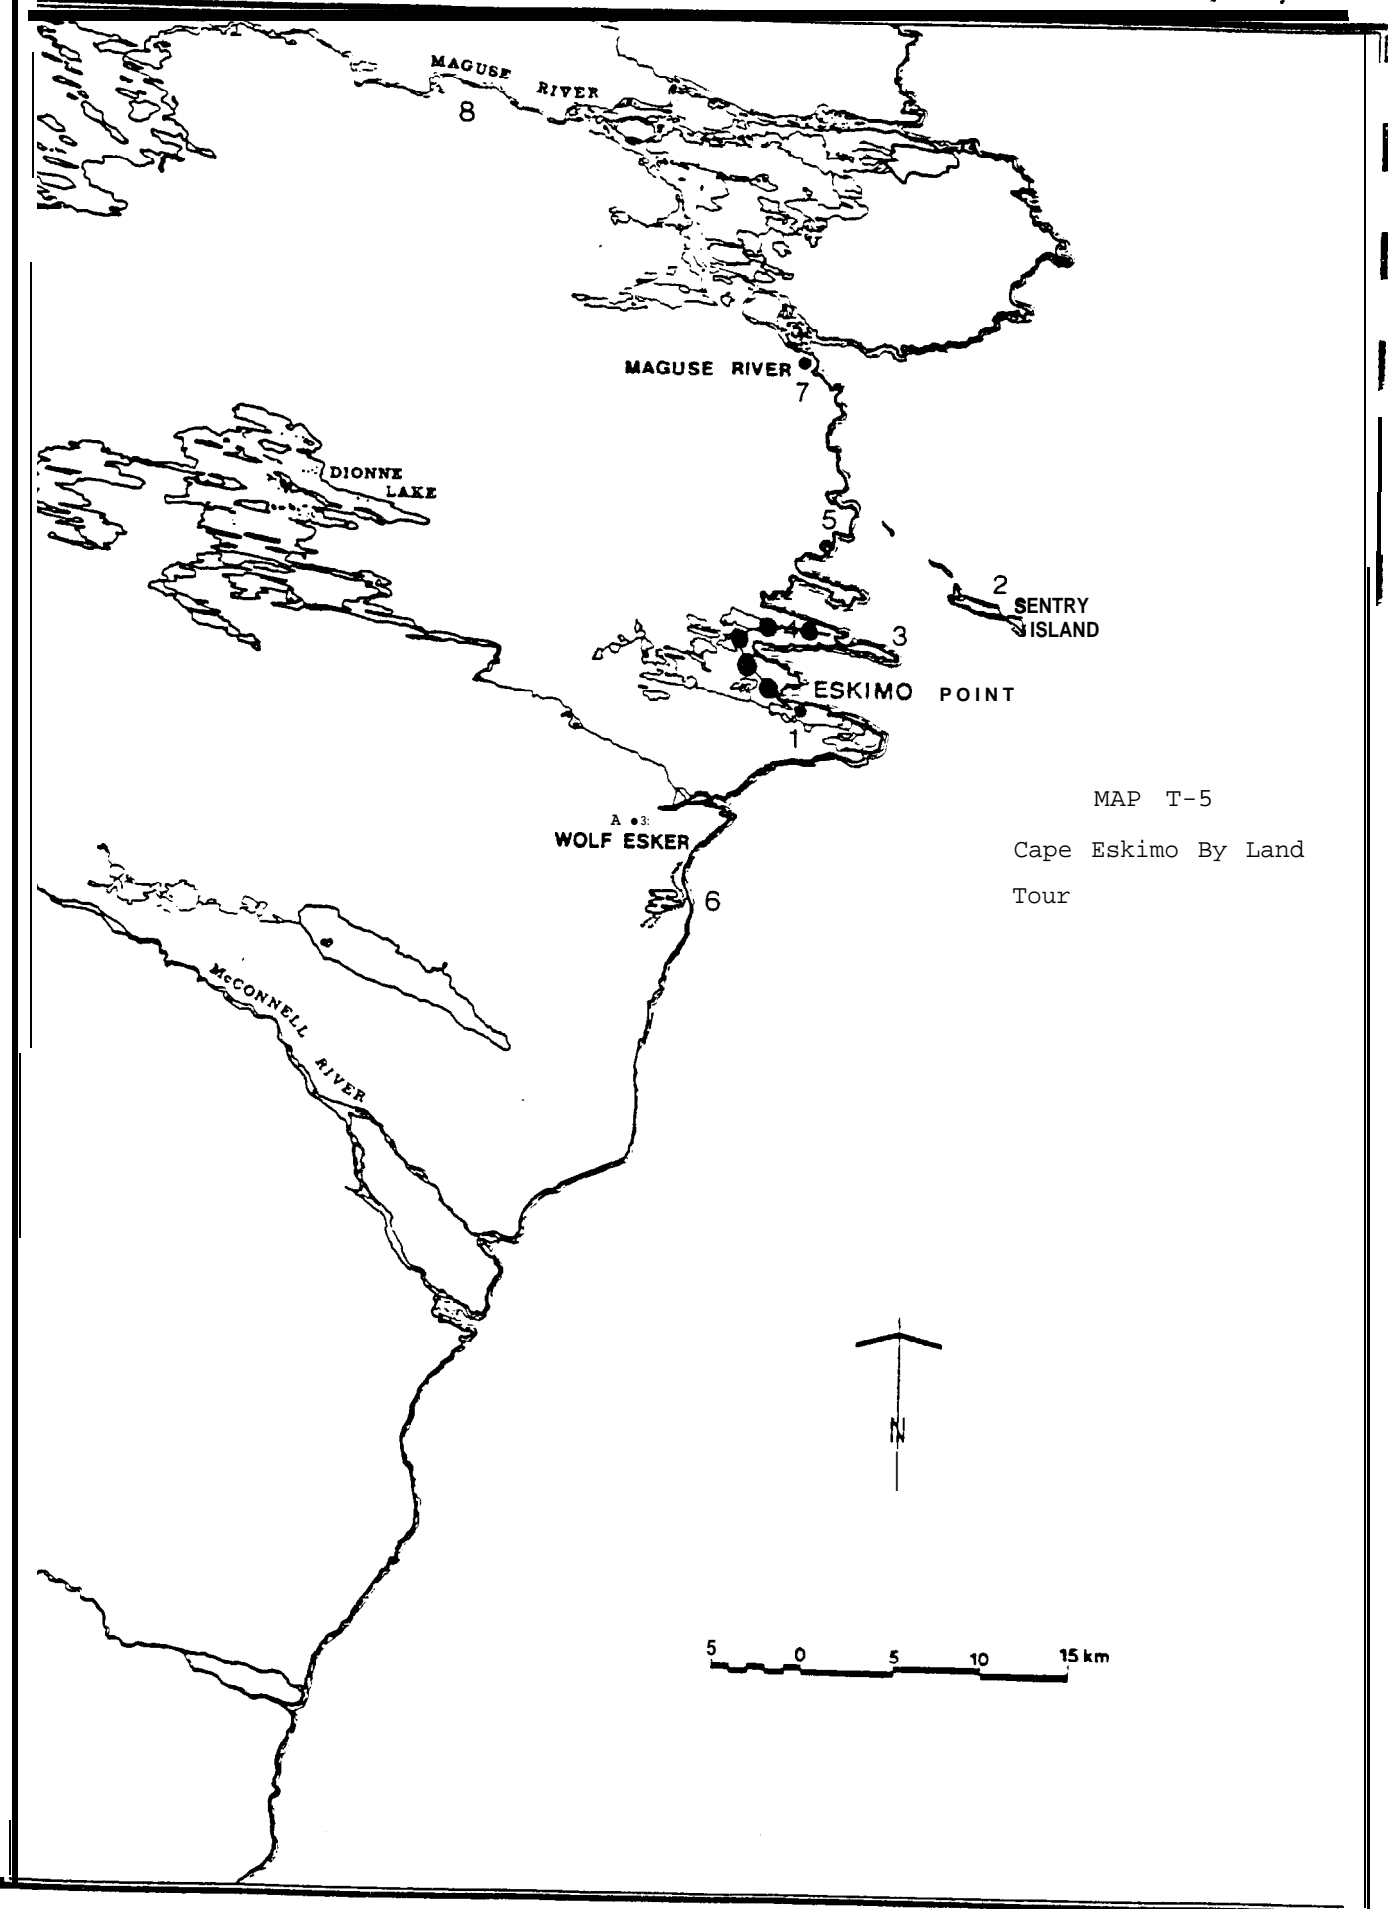 MAGUSE RIVER
8
MAGUSE RIVER
7
DIONNE
LAKE
5
2
SENTRY
ISLAND
4
3
ESKIMO POINT
1
MAP T-5
A
WOLF ESKER
Cape Eskimo By Land
Tour
6
McCONNELL RIVER
N
5 0 5 10 15 km